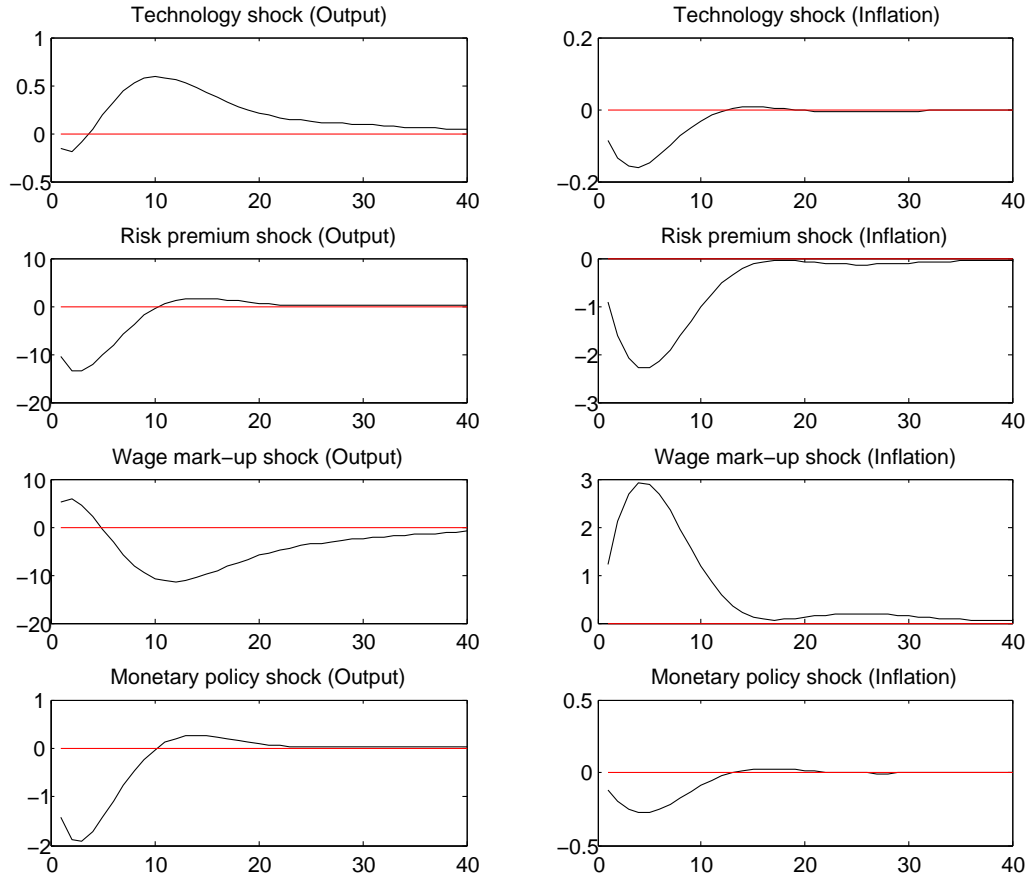 Technology shock (Output)
1
0.5
0
−0.5
0 10 20 30 40
Technology shock (Inflation)
0.2
0
−0.2
0 10 20 30 40
Risk premium shock (Output)
10
0
−10
−20
0 10 20 30 40
Risk premium shock (Inflation)
0
−1
−2
−3
0 10 20 30 40
Wage mark−up shock (Output)
10
0
−10
−20
0 10 20 30 40
Wage mark−up shock (Inflation)
3
2
1
0
0 10 20 30 40
Monetary policy shock (Output)
1
0
−1
−2
0 10 20 30 40
Monetary policy shock (Inflation)
0.5
0
−0.5
0 10 20 30 40